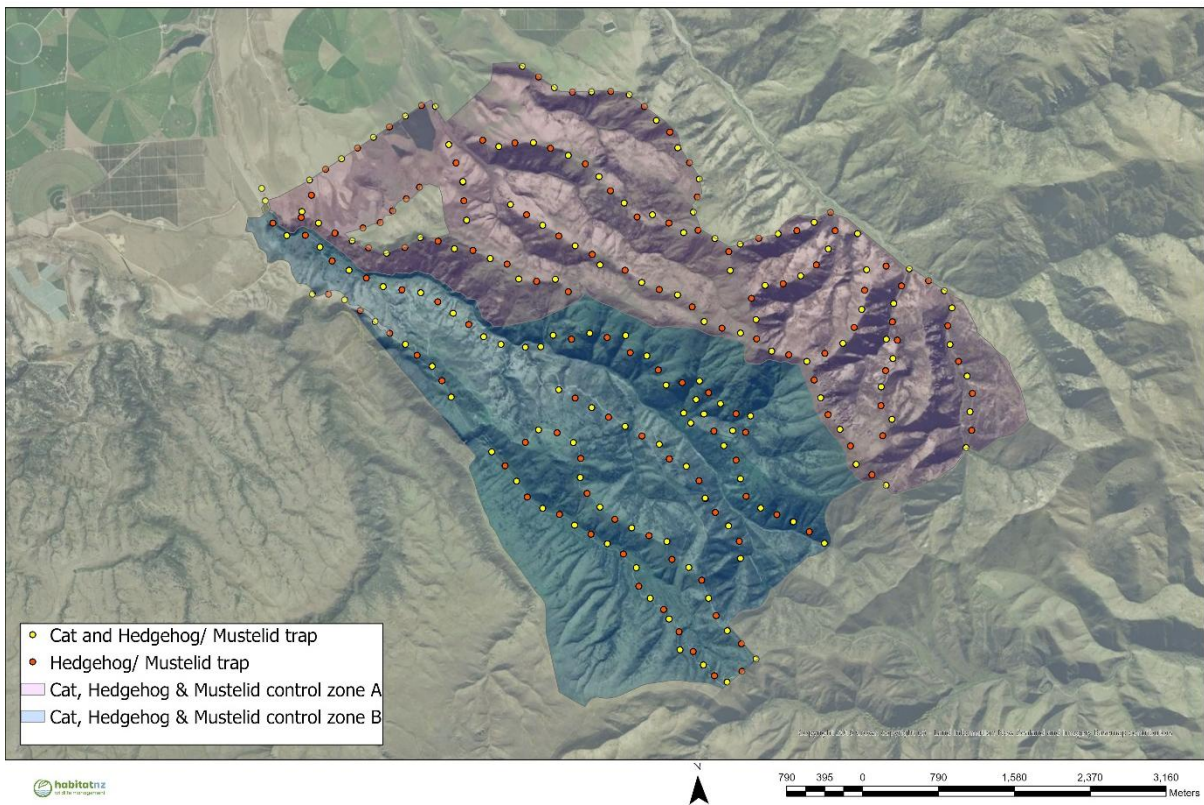 Cat and Hedgehog/ Mustelid trap
Hedgehog/ Mustelid trap
Cat, Hedgehog & Mustelid control zone A
Cat, Hedgehog & Mustelid control zone B
habitatnz
N
790 395 0 790 1,580 2,370 3,160
Meters